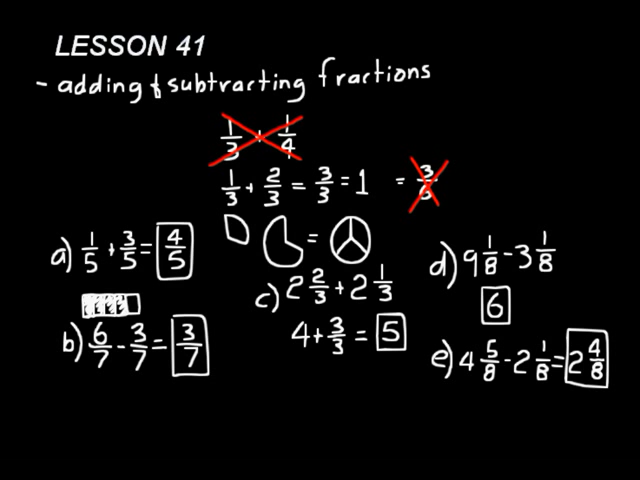 LESSON 41
- adding & subtracting fractions
1/3 + 1/4
1/3 + 2/3 = 3/3 = 1 = 3/6
=
a) 1/5 + 3/5 = 4/5
b) 6/7 - 3/7 = 3/7
c) 2 2/3 + 2 1/3
4 + 3/3 = 5
d) 9 1/8 - 3 1/8
6
e) 4 5/8 - 2 1/8 = 2 4/8